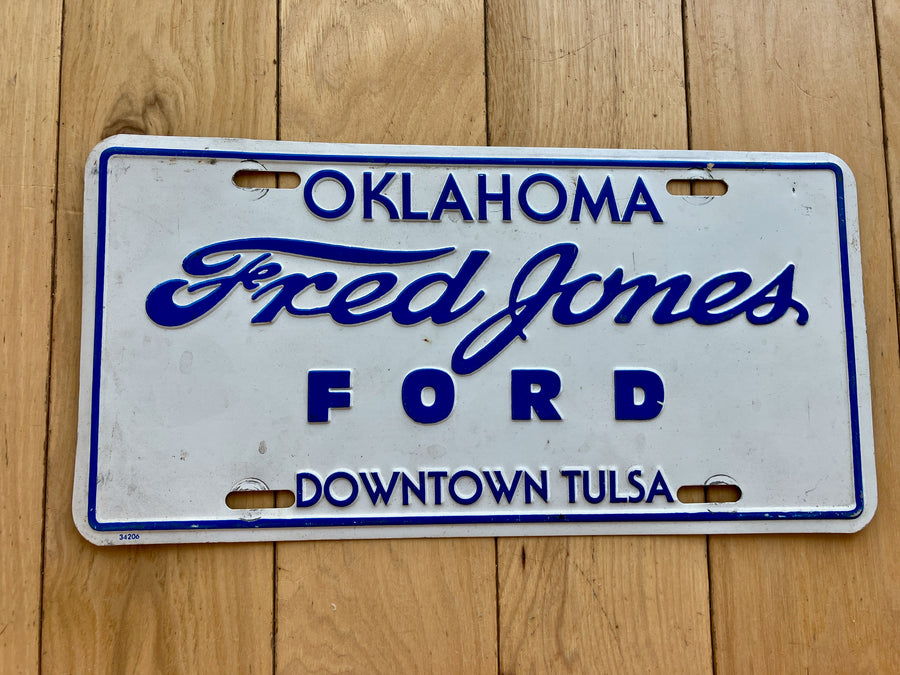 OKLAHOMA
Fred Jones
FORD
DOWNTOWN TULSA
34206